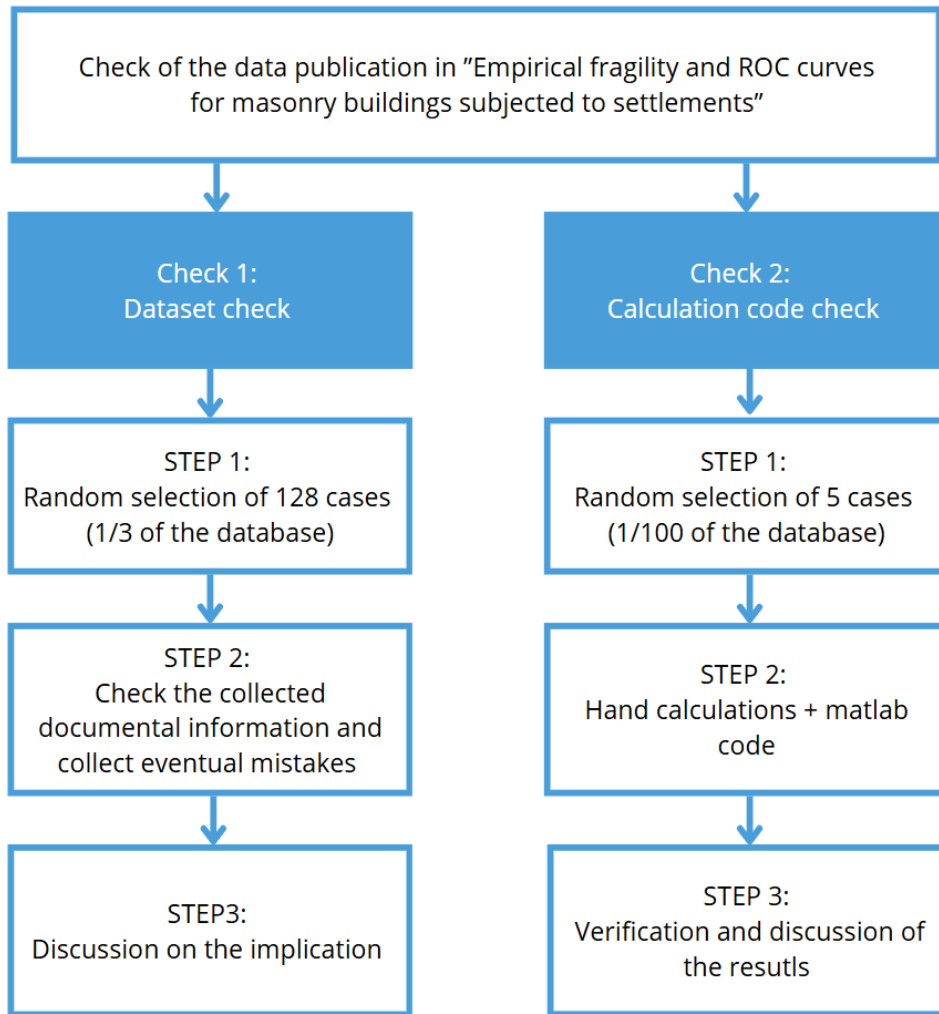 Check of the data publication in ”Empirical fragility and ROC curves
for masonry buildings subjected to settlements”
Check 1:
Dataset check
STEP 1:
Random selection of 128 cases
(1/3 of the database)
STEP 2:
Check the collected
documental information and
collect eventual mistakes
STEP3:
Discussion on the implication
Check 2:
Calculation code check
STEP 1:
Random selection of 5 cases
(1/100 of the database)
STEP 2:
Hand calculations + matlab
code
STEP 3:
Verification and discussion of
the resutls